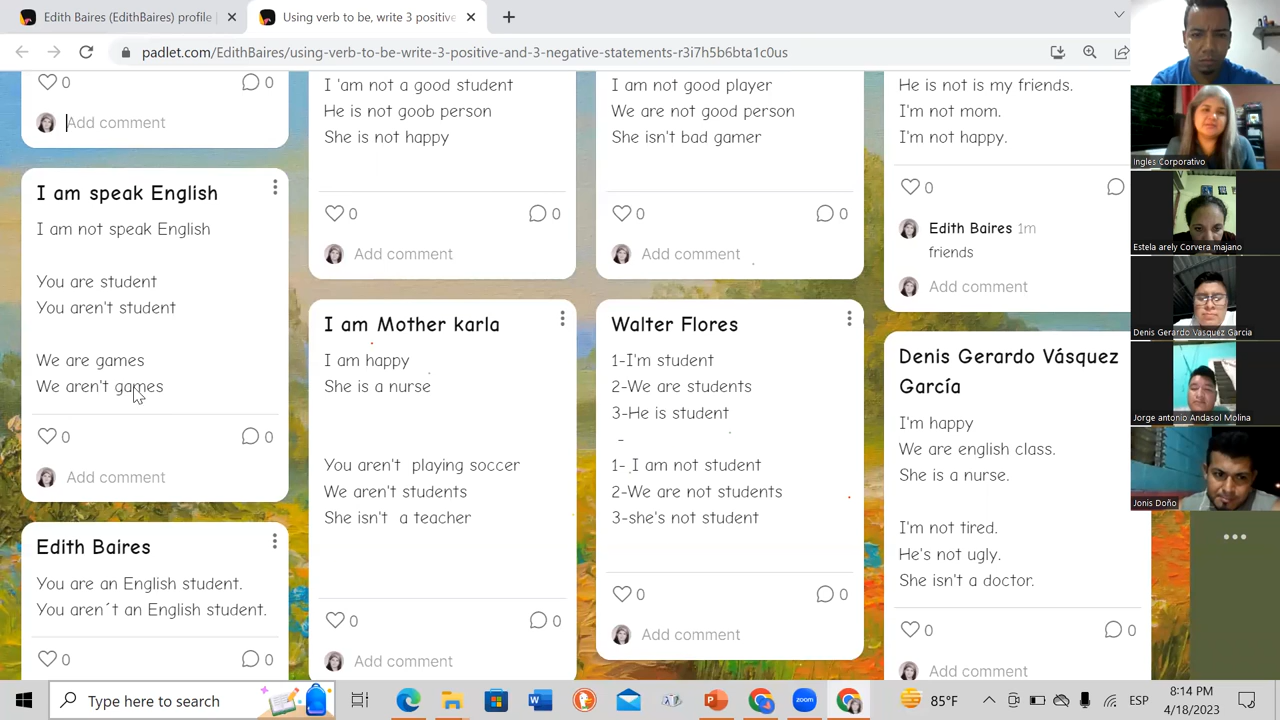 Edith Baires (EdithBaires) profile |
Using verb to be, write 3 positive
padlet.com/EdithBaires/using-verb-to-be-write-3-positive-and-3-negative-statements-r3i7h5b6bta1c0us
0
0
Add comment
I am speak English
I am not speak English
You are student
You aren't student
We are games
We aren't games
0
0
Add comment
Edith Baires
You are an English student.
You aren´t an English student.
0
0
I 'am not a good student
He is not goob person
She is not happy
0
0
Add comment
I am Mother karla
I am happy
She is a nurse
You aren't playing soccer
We aren't students
She isn't a teacher
0
0
Add comment
I am not good player
We are not good person
She isn't bad gamer
0
0
Add comment
Walter Flores
1-I'm student
2-We are students
3-He is student
-
1- I am not student
2-We are not students
3-she's not student
0
0
Add comment
He is not is my friends.
I'm not mom.
I'm not happy.
0
Edith Baires 1m
friends
Add comment
Denis Gerardo Vásquez
García
I'm happy
We are english class.
She is a nurse.
I'm not tired.
He's not ugly.
She isn't a doctor.
0
0
Add comment
Ingles Corporativo
Estela arely Corvera majano
Denis Gerardo Vasquez Garcia
Jorge antonio Andasol Molina
Jonis Doño
Type here to search
85°F
ESP
8:14 PM
4/18/2023